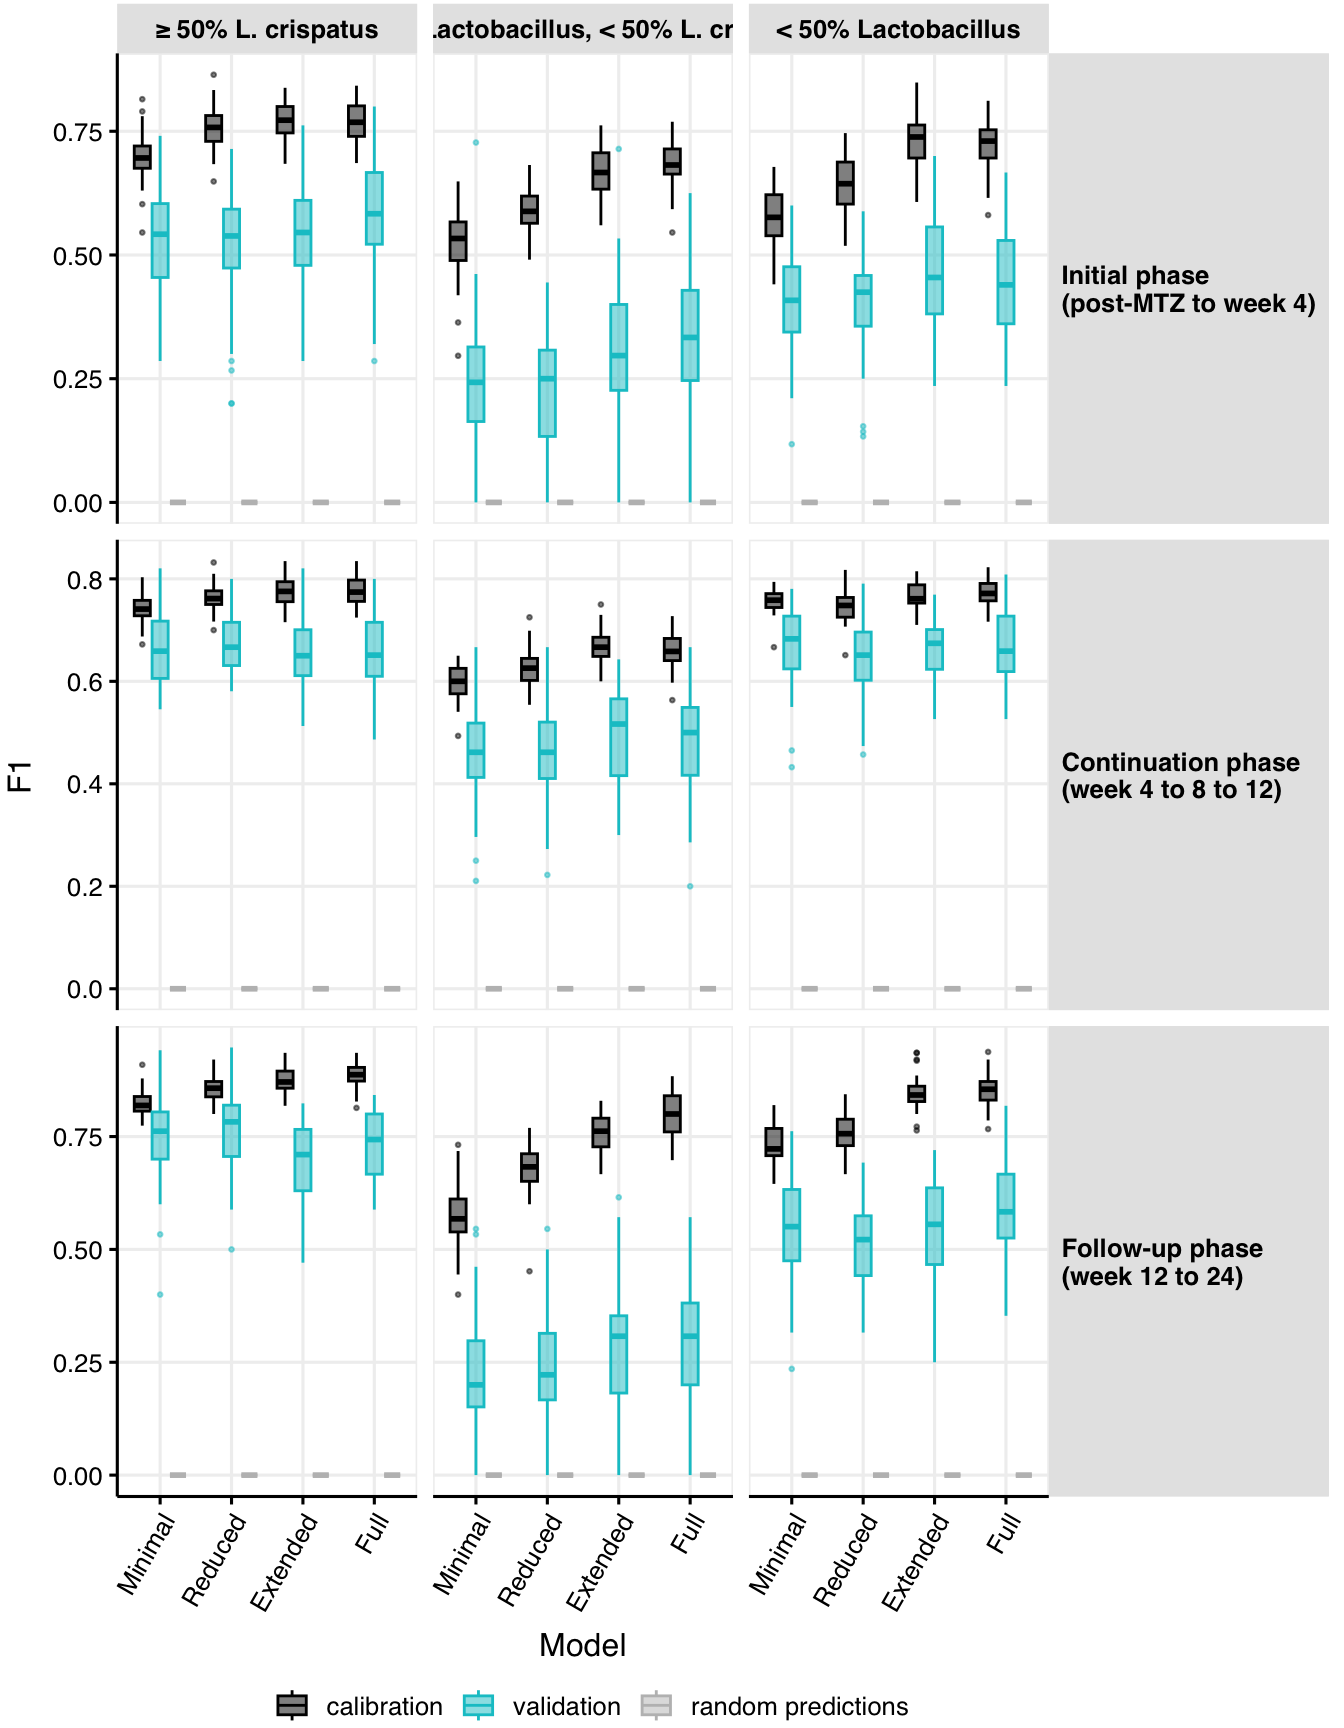 ≥ 50% L. crispatus
actobacillus, < 50% L. cr
< 50% Lactobacillus
0.75
0.50
0.25
0.00
Initial phase
(post-MTZ to week 4)
0.8
0.6
0.4
0.2
0.0
Continuation phase
(week 4 to 8 to 12)
F1
0.75
0.50
0.25
0.00
Follow-up phase
(week 12 to 24)
Minimal
Reduced
Extended
Full
Minimal
Reduced
Extended
Full
Minimal
Reduced
Extended
Full
Model
calibration
validation
random predictions